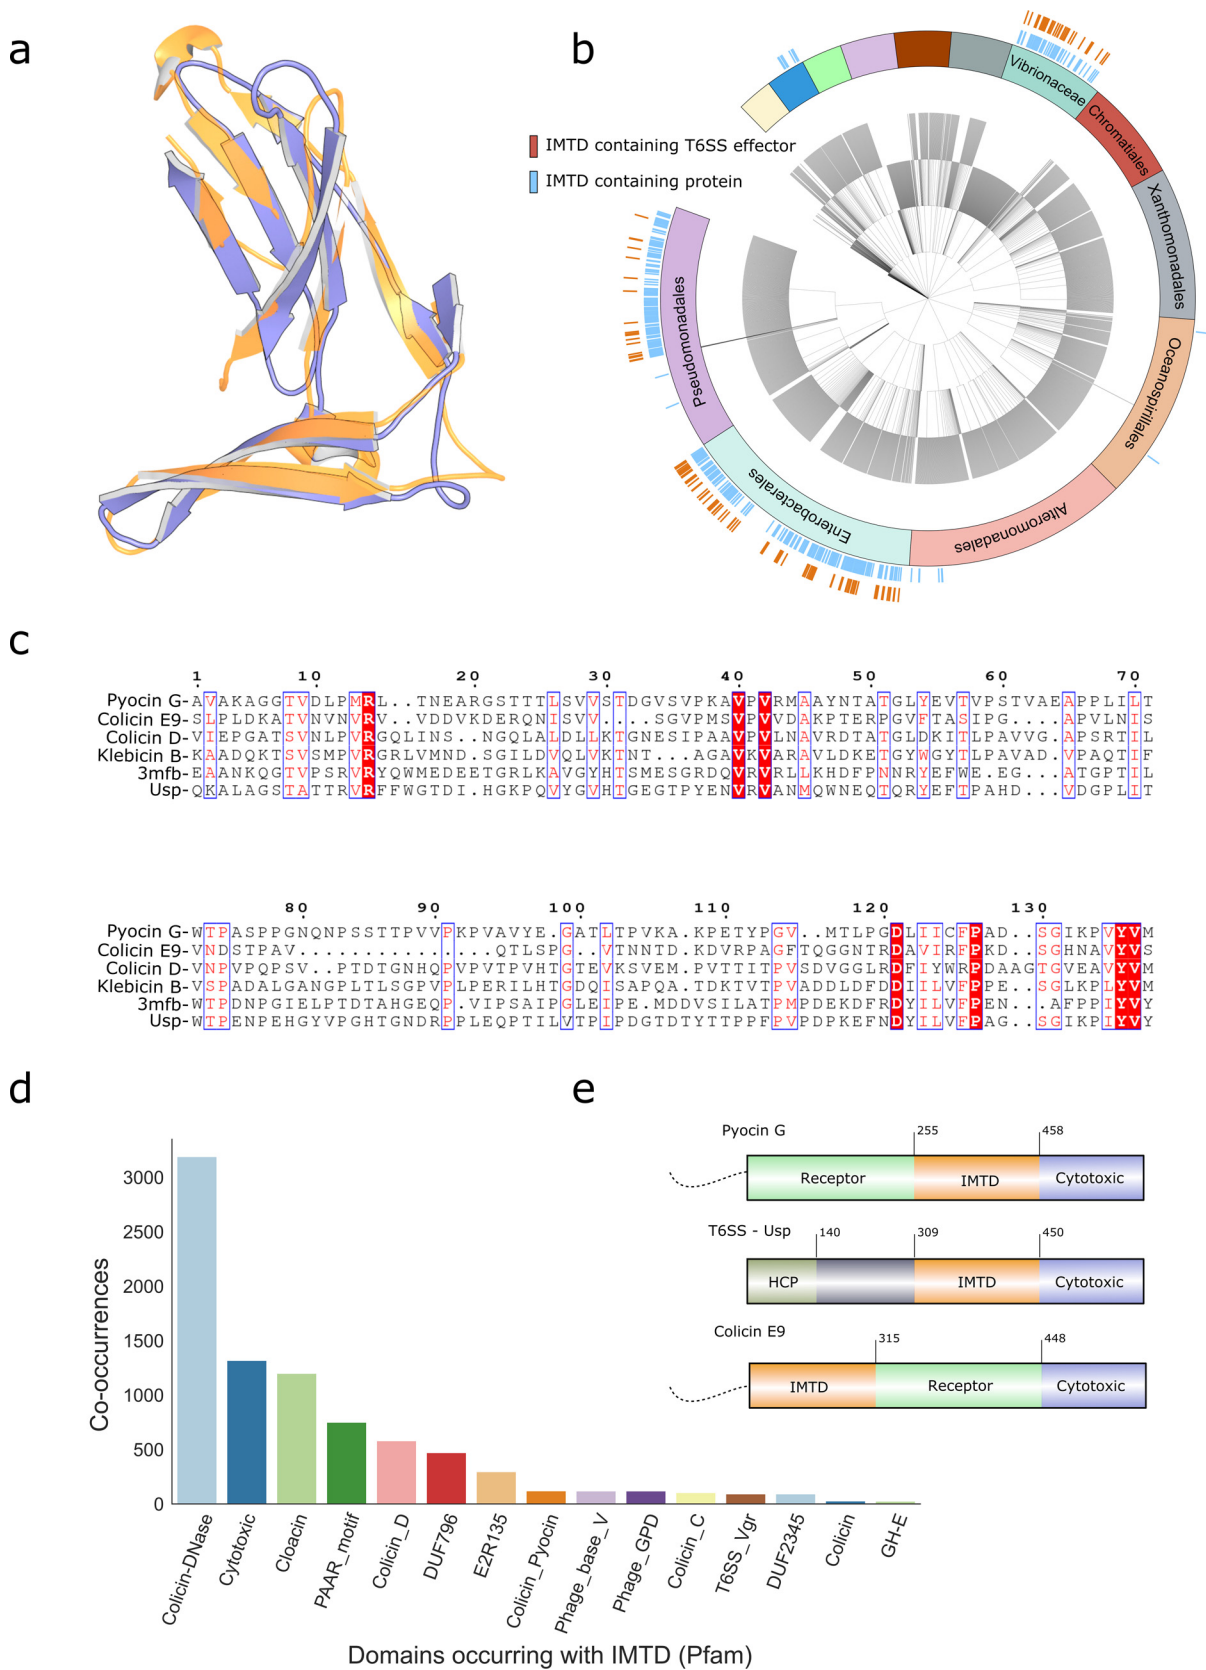 a
b
IMTD containing T6SS effector
IMTD containing protein
Vibrionaceae
Chromatiales
Xanthomonadales
Oceanospirillales
Alteromonadales
Enterobacterales
Pseudomonadales
c
1 10 20 30 40 50 60 70
Pyocin G-AVAKAGGTVDLPMRL..TNEARGSTTTTLSVVSTDGVSVPKAVPVRMAAYNTATGLYEVTVPSTVAEAPPLILT
Colicin E9-SLPLDKATVNVNVRV...VDDVKDERQNISVV....SGVPMSVPVVDAKPTERPGVFTASIPG....APVLNIS
Colicin D-VIEPGATSVNLPVRGQLINS..NGQLALDLLKTGNESIPAAVPVLNAVRDTATGLDKITLPAVVG.APSRTIL
Klebicin B-KAADQKTSVSMPVRGRLVMND.SGILDVQLVKTNT...AGAVKVRAVLDKETGYWGYTLPAVAD.VPAQTIF
3mfb-EAANKQGTVPSRVRYQWMEDEETGRLKAVGYHTSMESGRDQVRVRLLKHDFPNNRYEFWE.EG...ATGPTIL
Usp-QKALAGSTATTRVRFFWGTDI.HGKPQVYGVHTGEGTPYENVRVANMQWNEQTQRYEFTPAHD...VDGPLIT
80 90 100 110 120 130
Pyocin G-WTPASPPGNQNPSSTTPVVPKPVAVYE.GATLTPVKA.KPETYPGV..MTLPGDLIICFPAD..SGIKPVYVM
Colicin E9-VNDSTPAV............QTLSPG.VTNNTD.KDVRPAGFTQGGNTRDAVIRFPKD..SGHNAVYVS
Colicin D-VNPVPQPSV...PTDTGNHQPVPVTPVHTGTEVKSVEM.PVTTITPVSDVGGLRDFIYWRPDAAGTGVEAVYVM
Klebicin B-VSPADALGANGPLTLSGPVPLPERILHTGDQISAPQA.TDKTVTPVADDLDFDDIILVFPPE..SGLKPLYVM
3mfb-WTPDNPGIELPTDTAHGEQP.VIPSAIPGLEIPE.MDDVSILATPMPDEKDFRDYILVFPEN...AFPPIYVY
Usp-WTPENPEHGYVPGHTGNDRPPLEQPTILVTPIPDGTDTYTTPPFPVPDPKEFNDYILVFPAG..SGIKPIYVY
d
Co-occurrences
3000
2500
2000
1500
1000
500
0
Colicin-DNase
Cytotoxic
Cloacin
PAAR_motif
Colicin_D
DUF796
E2R135
Colicin_Pyocin
Phage_base_V
Phage_GPD
Colicin_C
T6SS_Vgr
DUF2345
Colicin
GH-E
Domains occurring with IMTD (Pfam)
e
Pyocin G
255 458
Receptor IMTD Cytotoxic
T6SS - Usp
140 309 450
HCP IMTD Cytotoxic
Colicin E9
315 448
IMTD Receptor Cytotoxic